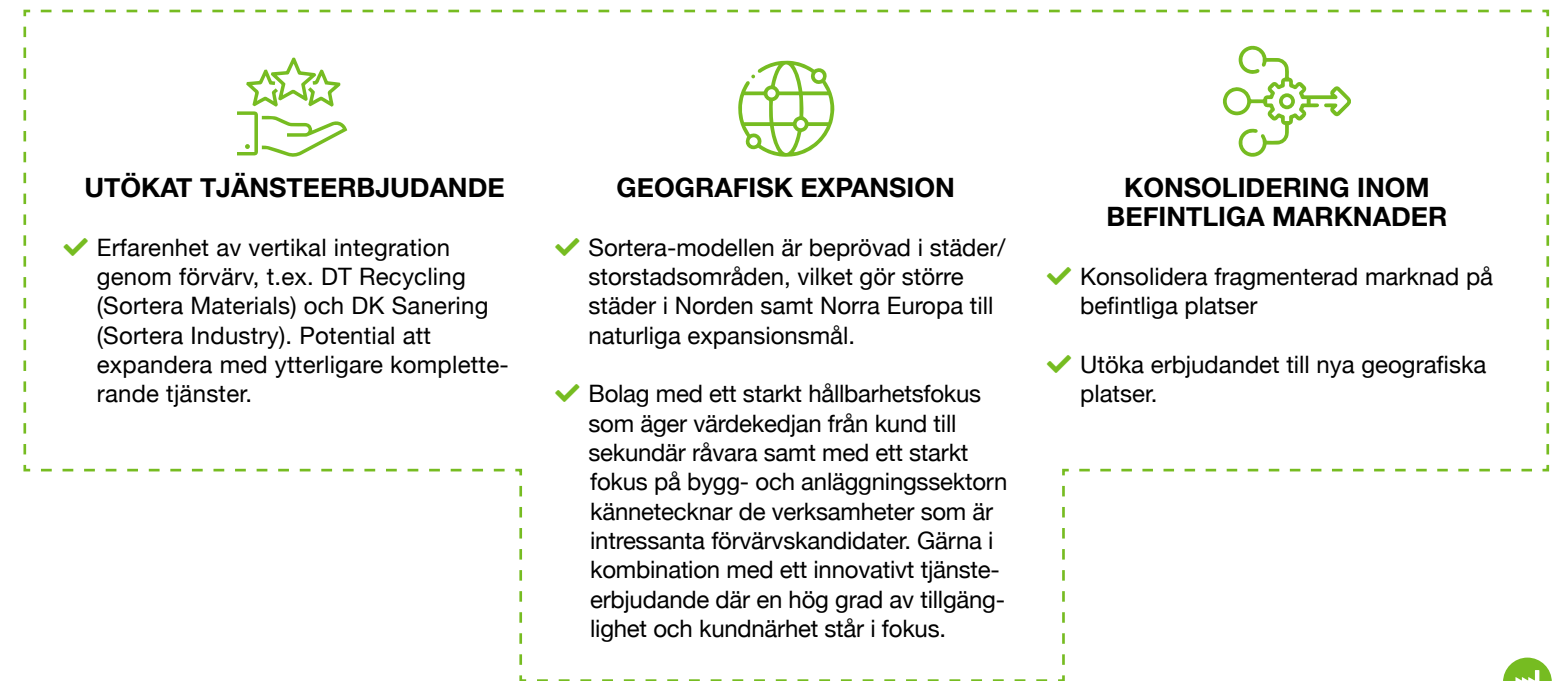 UTÖKAT TJÄNSTEERBJUDANDE
Erfarenhet av vertikal integration
genom förvärv, t.ex. DT Recycling
(Sortera Materials) och DK Sanering
(Sortera Industry). Potential att
expandera med ytterligare komplette-
rande tjänster.
GEOGRAFISK EXPANSION
Sortera-modellen är beprövad i städer/
storstadsområden, vilket gör större
städer i Norden samt Norra Europa till
naturliga expansionsmål.
Bolag med ett starkt hållbarhetsfokus
som äger värdekedjan från kund till
sekundär råvara samt med ett starkt
fokus på bygg- och anläggningssektorn
kännetecknar de verksamheter som är
intressanta förvärvskandidater. Gärna i
kombination med ett innovativt tjänste-
erbjudande där en hög grad av tillgäng-
lighet och kundnärhet står i fokus.
KONSOLIDERING INOM
BEFINTLIGA MARKNADER
Konsolidera fragmenterad marknad på
befintliga platser
Utöka erbjudandet till nya geografiska
platser.